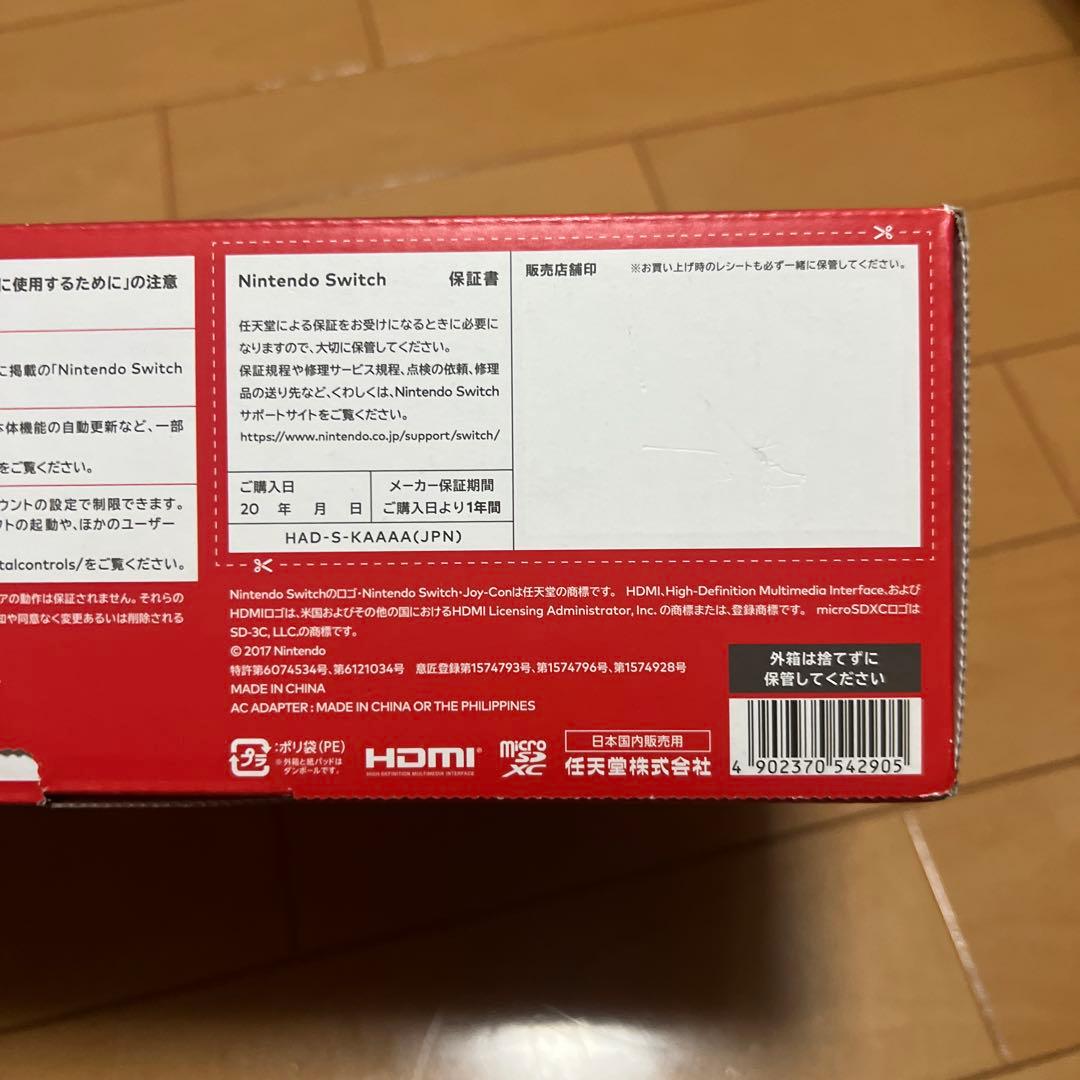 に使用するために」の注意
に掲載の「Nintendo Switch
本体機能の自動更新など、一部
をご覧ください。
ウントの設定で制限できます。
フトの起動や、ほかのユーザー
talcontrols/をご覧ください。
アの動作は保証されません。それらの
知や同意なく変更あるいは削除される
Nintendo Switch 保証書
任天堂による保証をお受けになるときに必要に
なりますので、大切に保管してください。
保証規程や修理サービス規程、点検の依頼、修理
品の送り先など、くわしくは、Nintendo Switch
サポートサイトをご覧ください。
https://www.nintendo.co.jp/support/switch/
ご購入日
20 年 月 日
メーカー保証期間
ご購入日より1年間
HAD-S-KAAAA(JPN)
販売店舗印 ※お買い上げ時のレシートも必ず一緒に保管してください。
Nintendo Switchのロゴ・Nintendo Switch・Joy-Conは任天堂の商標です。 HDMI、High-Definition Multimedia Interface、および
HDMIロゴは、米国およびその他の国におけるHDMI Licensing Administrator, Inc. の商標または、登録商標です。 microSDXCロゴは
SD-3C, LLC.の商標です。
© 2017 Nintendo
特許第6074534号、第6121034号 意匠登録第1574793号、第1574796号、第1574928号
MADE IN CHINA
AC ADAPTER : MADE IN CHINA OR THE PHILIPPINES
プラ
:ポリ袋(PE)
※外箱と紙パッドは
ダンボールです。
HDMI®
HIGH-DEFINITION MULTIMEDIA INTERFACE
micro
SD
XC
日本国内販売用
任天堂株式会社
外箱は捨てずに
保管してください
4 902370 542905